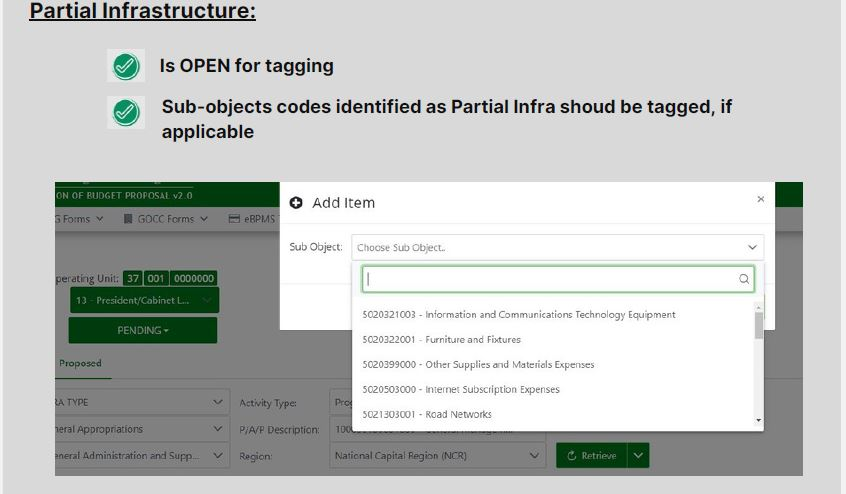 Partial Infrastructure:
Is OPEN for tagging
Sub-objects codes identified as Partial Infra shoud be tagged, if
applicable
ON OF BUDGET PROPOSAL v2.0
Add Item
×
G Forms
GOCC Forms
eBPMS
Sub Object:
Choose Sub Object..
perating Unit: 37 001 0000000
13 - President/Cabinet L...
5020321003 - Information and Communications Technology Equipment
PENDING
5020322001 - Furniture and Fixtures
Proposed
5020399000 - Other Supplies and Materials Expenses
5020503000 - Internet Subscription Expenses
RA TYPE
Activity Type:
Prog
5021303001 - Road Networks
neral Appropriations
P/A/P Description:
eneral Administration and Supp...
Region:
National Capital Region (NCR)
Retrieve